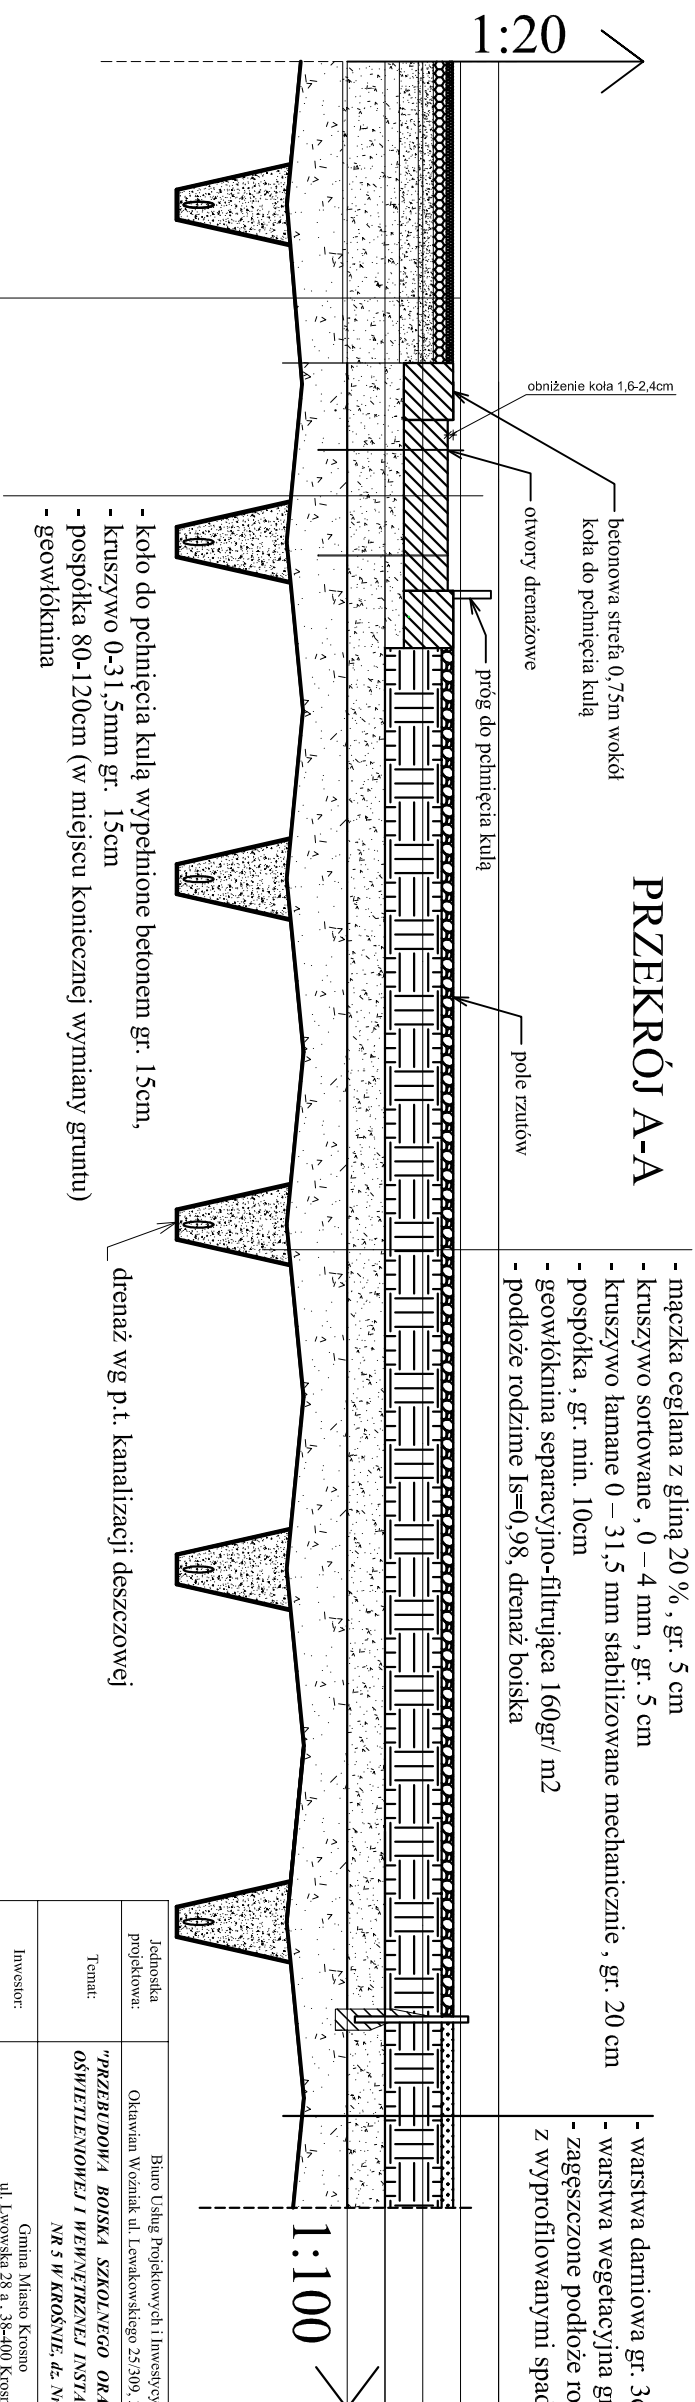 1:20
PRZEKRÓJ A-A
obniżenie koła 1,6-2,4cm
betonowa strefa 0,75m wokół
koła do pchnięcia kulą
otwory drenażowe
próg do pchnięcia kulą
pole rzutów
- mączka ceglana z gliną 20 %, gr. 5 cm
- kruszywo sortowane , 0 – 4 mm , gr. 5 cm
- kruszywo łamane 0 – 31,5 mm stabilizowane mechanicznie , gr. 20 cm
- pospółka , gr. min. 10cm
- geowłóknina separacyjno-filtrująca 160gr/ m2
- podłoże rodzine Is=0,98, drenaż boiska
- warstwa darniowa gr. 3c
- warstwa wegetacyjna gr
- zagęszczone podłoże ro
z wyprofilowanymi spad
- koło do pchnięcia kulą wypełnione betonem gr. 15cm,
- kruszywo 0-31,5mm gr. 15cm
- pospółka 80-120cm (w miejscu koniecznej wymiany gruntu)
- geowłóknina
drenaż wg p.t. kanalizacji deszczowej
1:100
Jednostka
projektowa:
Biuro Usług Projektowych i Inwestycy
Oktawian Woźniak ul. Lewakowskiego 25/309,
Temat:
"PRZEBUDOWA BOISKA SZKOLNEGO ORA
OŚWIETLENIOWEJ I WEWNĘTRZNEJ INSTA
NR 5 W KROŚNIE, dz. N
Inwestor:
Gmina Miasto Krosno
ul. Lwowska 28 a , 38-400 Krosn